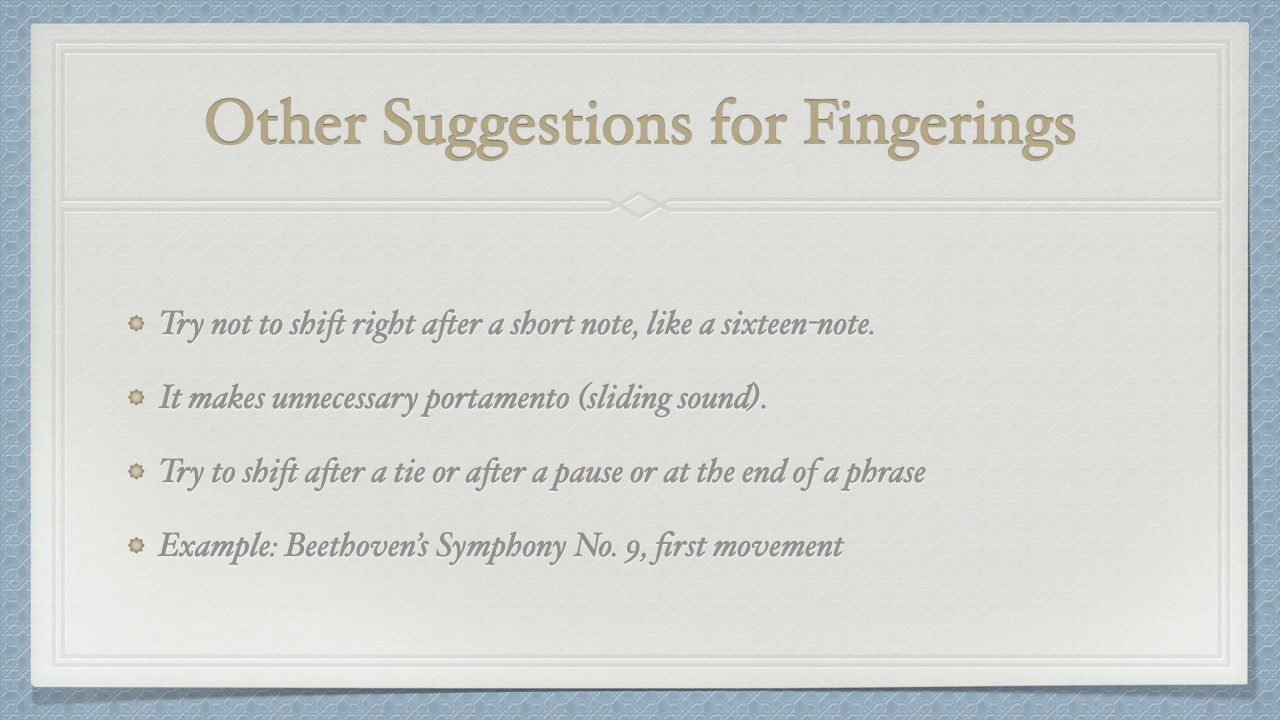 Other Suggestions for Fingerings
Try not to shift right after a short note, like a sixteen-note.
It makes unnecessary portamento (sliding sound).
Try to shift after a tie or after a pause or at the end of a phrase
Example: Beethoven’s Symphony No. 9, first movement